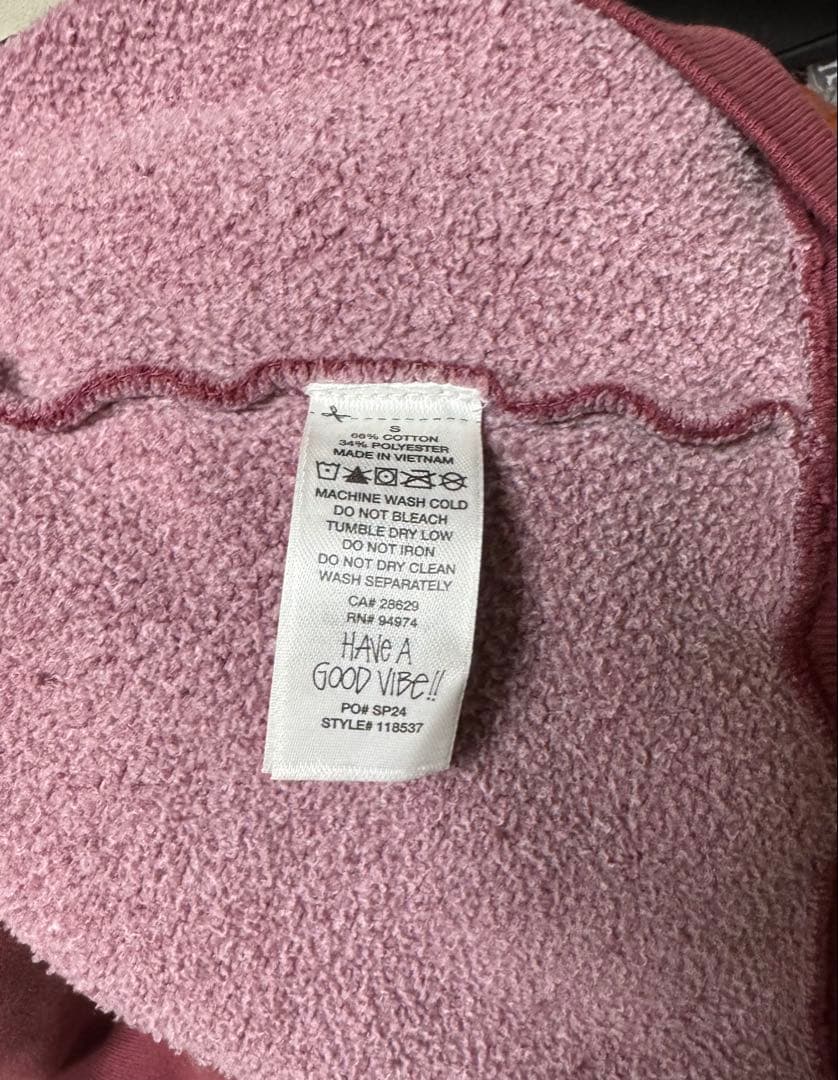 S
66% COTTON
34% POLYESTER
MADE IN VIETNAM
MACHINE WASH COLD
DO NOT BLEACH
TUMBLE DRY LOW
DO NOT IRON
DO NOT DRY CLEAN
WASH SEPARATELY
CA# 28629
RN# 94974
HAVE A
GOOD VIBE!!
PO# SP24
STYLE# 118537